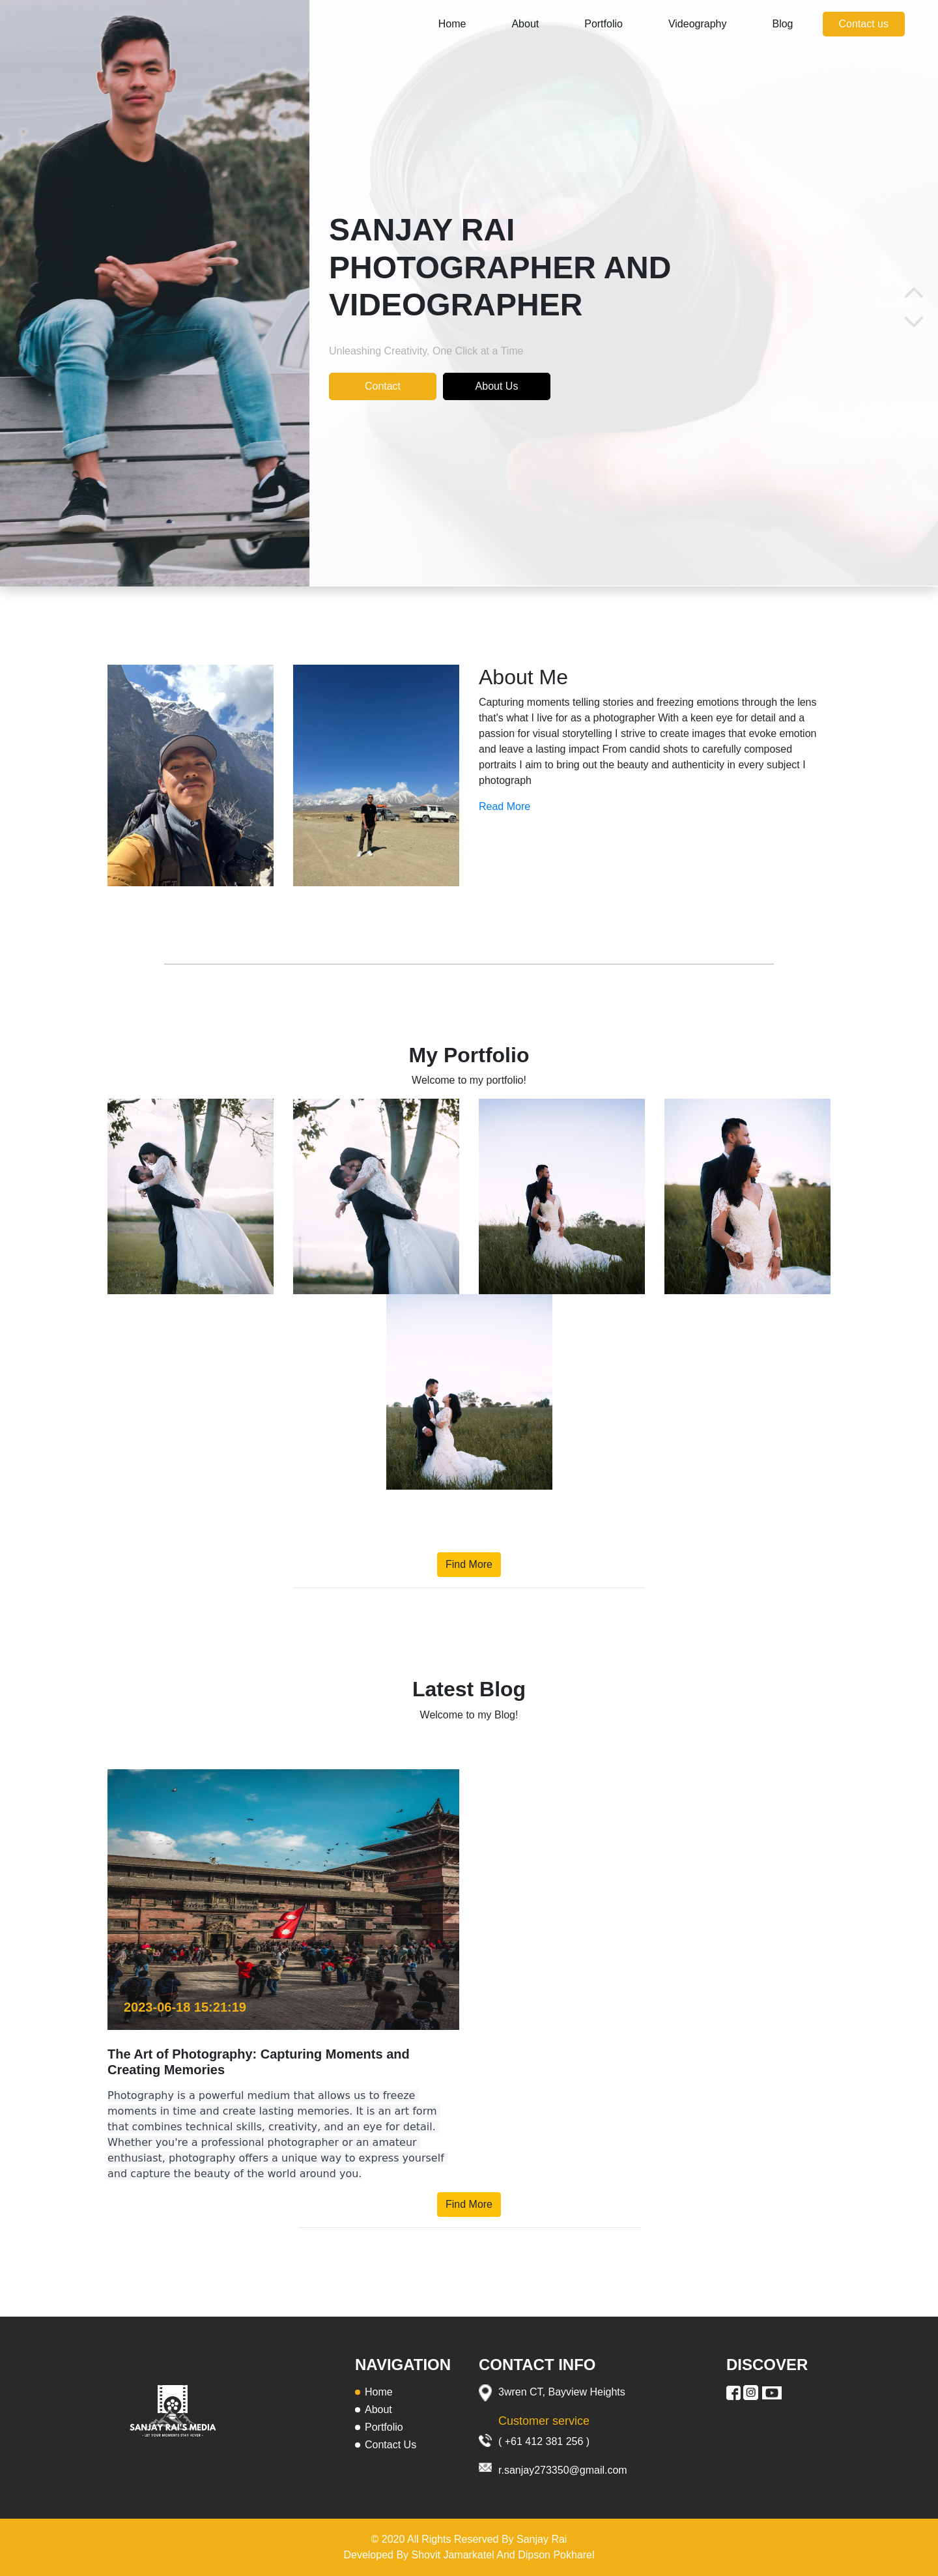 Home About Portfolio Videography Blog Contact us
SANJAY RAI
PHOTOGRAPHER AND
VIDEOGRAPHER
Unleashing Creativity, One Click at a Time
Contact About Us
About Me
Capturing moments telling stories and freezing emotions through the lens
that's what I live for as a photographer With a keen eye for detail and a
passion for visual storytelling I strive to create images that evoke emotion
and leave a lasting impact From candid shots to carefully composed
portraits I aim to bring out the beauty and authenticity in every subject I
photograph
Read More
My Portfolio
Welcome to my portfolio!
Find More
Latest Blog
Welcome to my Blog!
2023-06-18 15:21:19
The Art of Photography: Capturing Moments and
Creating Memories
Photography is a powerful medium that allows us to freeze
moments in time and create lasting memories. It is an art form
that combines technical skills, creativity, and an eye for detail.
Whether you're a professional photographer or an amateur
enthusiast, photography offers a unique way to express yourself
and capture the beauty of the world around you.
Find More
SANJAY RAI'S MEDIA
- LET YOUR MOMENTS STAY 4EVER -
NAVIGATION
Home
About
Portfolio
Contact Us
CONTACT INFO
3wren CT, Bayview Heights
Customer service
( +61 412 381 256 )
r.sanjay273350@gmail.com
DISCOVER
© 2020 All Rights Reserved By Sanjay Rai
Developed By Shovit Jamarkatel And Dipson Pokharel